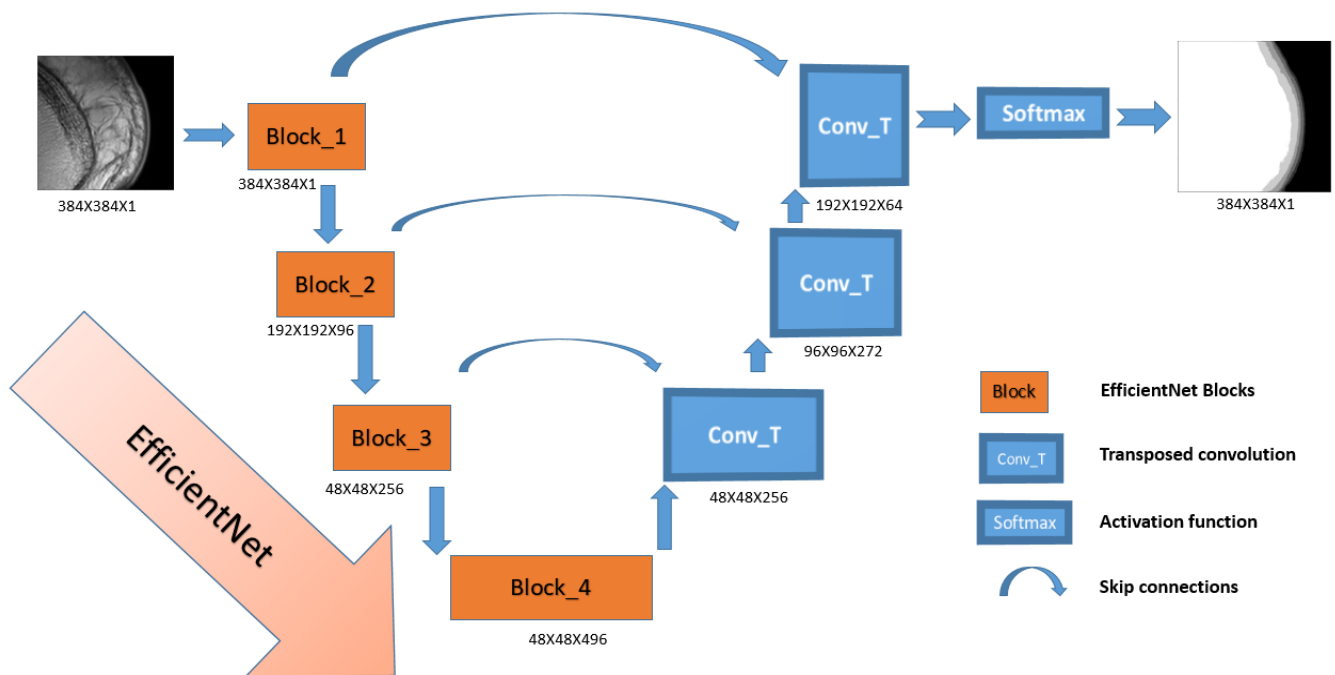 384X384X1
Block_1
384X384X1
Block_2
192X192X96
Block_3
48X48X256
Block_4
48X48X496
EfficientNet
Conv_T
48X48X256
Conv_T
96X96X272
Conv_T
192X192X64
Softmax
384X384X1
Block
EfficientNet Blocks
Conv_T
Transposed convolution
Softmax
Activation function
Skip connections